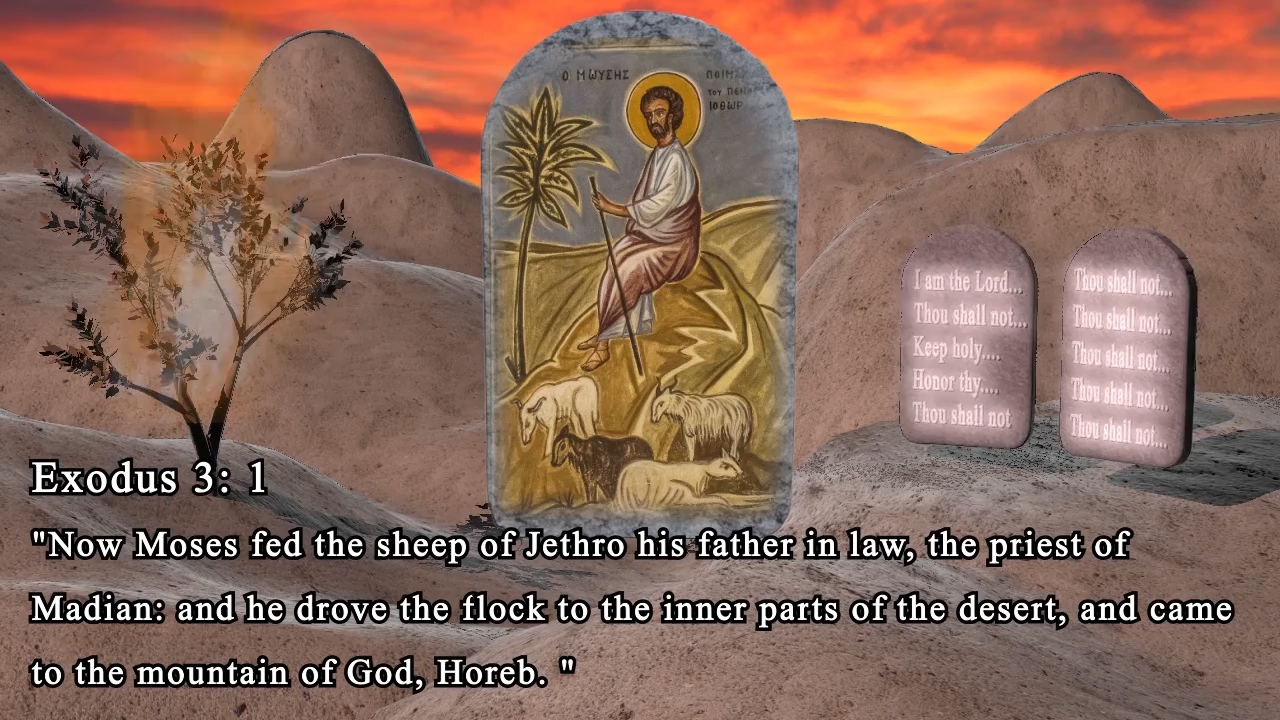 Ο ΜΩΥΣΗΣ
ΤΟΥ
ΙΟΘΩΡ
I am the Lord...
Thou shall not...
Keep holy....
Honor thy....
Thou shall not
Thou shall not...
Thou shall not...
Thou shall not...
Thou shall not...
Thou shall not...
Exodus 3: 1
"Now Moses fed the sheep of Jethro his father in law, the priest of
Madian: and he drove the flock to the inner parts of the desert, and came
to the mountain of God, Horeb. "